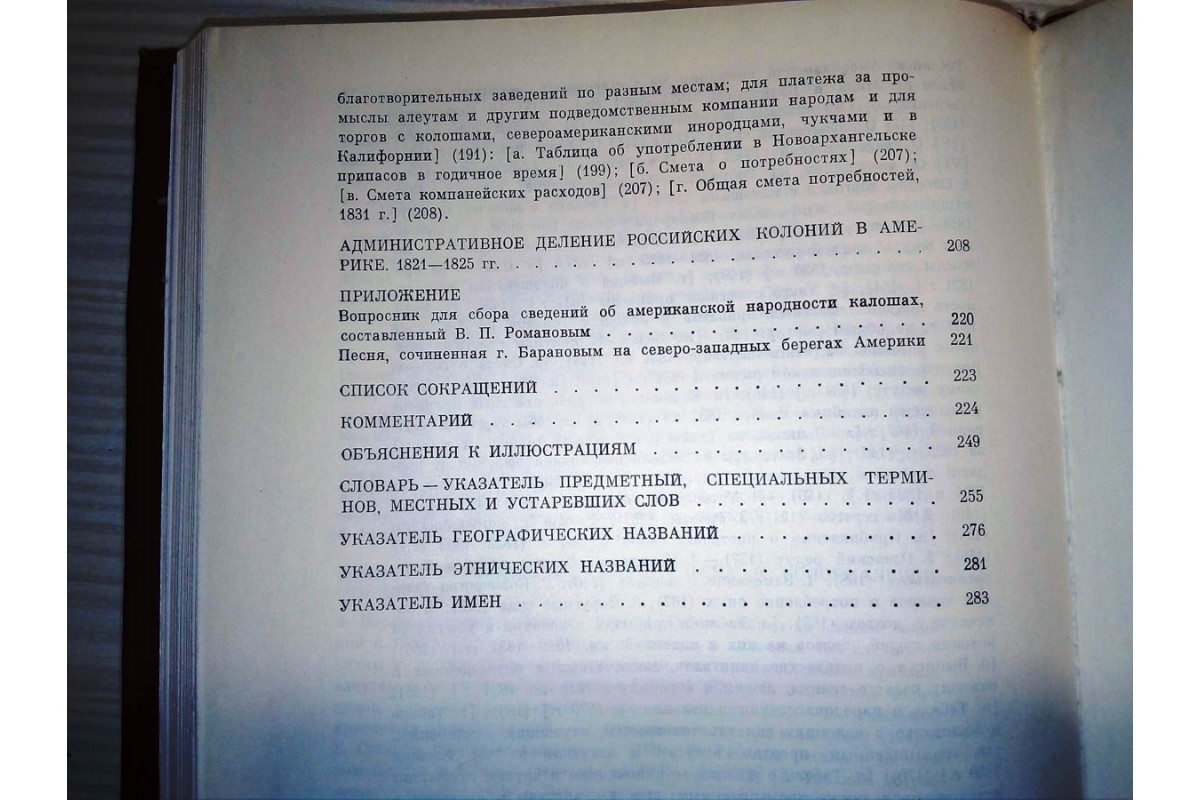 благотворительных заведений по разным местам; для платежа за про-
мыслы алеутам и другим подведомственным компании народам и для
торгов с колошами, североамериканскими инородцами, чукчами и в
Калифорнии] (191): [а. Таблица об употреблении в Новоархангельске
припасов в годичное время] (199); [б. Смета о потребностях] (207);
[в. Смета компанейских расходов] (207); [г. Общая смета потребностей,
1831 г.] (208).
АДМИНИСТРАТИВНОЕ ДЕЛЕНИЕ РОССИЙСКИХ КОЛОНИЙ В АМЕ-
РИКЕ. 1821—1825 гг. . . . . . . . . . . . . . . . . 208
ПРИЛОЖЕНИЕ
Вопросник для сбора сведений об американской народности калошах,
составленный В. П. Романовым . . . . . . . . . . . . . 220
Песня, сочиненная г. Барановым на северо-западных берегах Америки 221
СПИСОК СОКРАЩЕНИЙ . . . . . . . . . . . . . . . . 223
КОММЕНТАРИЙ . . . . . . . . . . . . . . . . . . 224
ОБЪЯСНЕНИЯ К ИЛЛЮСТРАЦИЯМ . . . . . . . . . . . . 249
СЛОВАРЬ — УКАЗАТЕЛЬ ПРЕДМЕТНЫЙ, СПЕЦИАЛЬНЫХ ТЕРМИ-
НОВ, МЕСТНЫХ И УСТАРЕВШИХ СЛОВ . . . . . . . . . . 255
УКАЗАТЕЛЬ ГЕОГРАФИЧЕСКИХ НАЗВАНИЙ . . . . . . . . . 276
УКАЗАТЕЛЬ ЭТНИЧЕСКИХ НАЗВАНИЙ . . . . . . . . . . . 281
УКАЗАТЕЛЬ ИМЕН . . . . . . . . . . . . . . . . . 283